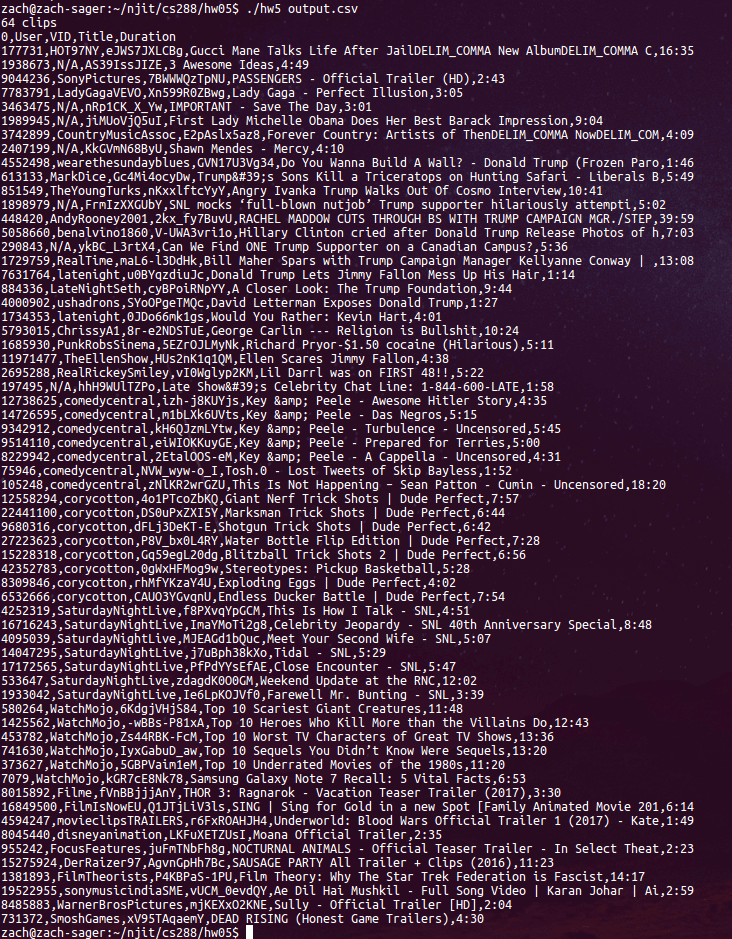 zach@zach-sager:~/njit/cs288/hw05$ ./hw5 output.csv
64 clips
0,User,VID,Title,Duration
177731,HOT97NY,eJWS7JXLCBg,Gucci Mane Talks Life After JailDELIM_COMMA New AlbumDELIM_COMMA C,16:35
1938673,N/A,AS39IssJIZE,3 Awesome Ideas,4:49
9044236,SonyPictures,7BWWWQzTpNU,PASSENGERS - Official Trailer (HD),2:43
7783791,LadyGagaVEVO,Xn599R0ZBwg,Lady Gaga - Perfect Illusion,3:05
3463475,N/A,nRp1CK_X_Yw,IMPORTANT - Save The Day,3:01
1989945,N/A,jiMUoVjQ5uI,First Lady Michelle Obama Does Her Best Barack Impression,9:04
3742899,CountryMusicAssoc,E2pAslx5az8,Forever Country: Artists of ThenDELIM_COMMA NowDELIM_COM,4:09
2407199,N/A,KkGVmN68ByU,Shawn Mendes - Mercy,4:10
4552498,wearethesundayblues,GVN17U3Vg34,Do You Wanna Build A Wall? - Donald Trump (Frozen Paro,1:46
613133,MarkDice,Gc4Mi4ocyDw,Trump&#39;s Sons Kill a Triceratops on Hunting Safari - Liberals B,5:49
851549,TheYoungTurks,nKxxlftcYyY,Angry Ivanka Trump Walks Out Of Cosmo Interview,10:41
1898979,N/A,FrmIzXXGUbY,SNL mocks ‘full-blown nutjob’ Trump supporter hilariously attempti,5:02
448420,AndyRooney2001,2kx_fy7BuvU,RACHEL MADDOW CUTS THROUGH BS WITH TRUMP CAMPAIGN MGR./STEP,39:59
5058660,benalvino1860,V-UWA3vri1o,Hillary Clinton cried after Donald Trump Release Photos of h,7:03
290843,N/A,ykBC_L3rtX4,Can We Find ONE Trump Supporter on a Canadian Campus?,5:36
1729759,RealTime,maL6-l3DdHk,Bill Maher Spars with Trump Campaign Manager Kellyanne Conway | ,13:08
7631764,latenight,u0BYqzdiuJc,Donald Trump Lets Jimmy Fallon Mess Up His Hair,1:14
884336,LateNightSeth,cyBPoiRNpYY,A Closer Look: The Trump Foundation,9:44
4000902,ushadrons,SYoOPgeTMQc,David Letterman Exposes Donald Trump,1:27
1734353,latenight,0JDo66mk1gs,Would You Rather: Kevin Hart,4:01
5793015,ChrissyA1,8r-e2NDSTuE,George Carlin --- Religion is Bullshit,10:24
1685930,PunkRobsSinema,5EZrOJLMyNk,Richard Pryor-$1.50 cocaine (Hilarious),5:11
11971477,TheEllenShow,HUs2nK1q1QM,Ellen Scares Jimmy Fallon,4:38
2695288,RealRickeySmiley,vI0Wglyp2KM,Lil Darrl was on FIRST 48!!,5:22
197495,N/A,hhH9WUlTZPo,Late Show&#39;s Celebrity Chat Line: 1-844-600-LATE,1:58
12738625,comedycentral,izh-j8KUYjs,Key &amp; Peele - Awesome Hitler Story,4:35
14726595,comedycentral,m1bLXk6UVts,Key &amp; Peele - Das Negros,5:15
9342912,comedycentral,kH6QJzmLYtw,Key &amp; Peele - Turbulence - Uncensored,5:45
9514110,comedycentral,eiWIOKKuyGE,Key &amp; Peele - Prepared for Terries,5:00
8229942,comedycentral,2EtalOOS-eM,Key &amp; Peele - A Cappella - Uncensored,4:31
75946,comedycentral,NVW_wyw-o_I,Tosh.0 - Lost Tweets of Skip Bayless,1:52
105248,comedycentral,zNlKR2wrGZU,This Is Not Happening – Sean Patton - Cumin - Uncensored,18:20
12558294,corycotton,4o1PTcoZbKQ,Giant Nerf Trick Shots | Dude Perfect,7:57
22441100,corycotton,DS0uPxZXI5Y,Marksman Trick Shots | Dude Perfect,6:44
9680316,corycotton,dFLj3DeKT-E,Shotgun Trick Shots | Dude Perfect,6:42
27223623,corycotton,P8V_bx0L4RY,Water Bottle Flip Edition | Dude Perfect,7:28
15228318,corycotton,Gq59egL20dg,Blitzball Trick Shots 2 | Dude Perfect,6:56
42352783,corycotton,0gWxHFMog9w,Stereotypes: Pickup Basketball,5:28
8309846,corycotton,rhMfYKzaY4U,Exploding Eggs | Dude Perfect,4:02
6532666,corycotton,CAUO3YGvqnU,Endless Ducker Battle | Dude Perfect,7:54
4252319,SaturdayNightLive,f8PXvqYpGCM,This Is How I Talk - SNL,4:51
16716243,SaturdayNightLive,ImaYMoTi2g8,Celebrity Jeopardy - SNL 40th Anniversary Special,8:48
4095039,SaturdayNightLive,MJEAGd1bQuc,Meet Your Second Wife - SNL,5:07
14047295,SaturdayNightLive,j7uBph38kXo,Tidal - SNL,5:29
17172565,SaturdayNightLive,PfPdYYsEfAE,Close Encounter - SNL,5:47
533647,SaturdayNightLive,zdagdK0O0GM,Weekend Update at the RNC,12:02
1933042,SaturdayNightLive,Ie6LpKOJVf0,Farewell Mr. Bunting - SNL,3:39
580264,WatchMojo,6KdgjVHjS84,Top 10 Scariest Giant Creatures,11:48
1425562,WatchMojo,-wBBs-P81xA,Top 10 Heroes Who Kill More than the Villains Do,12:43
453782,WatchMojo,Zs44RBK-FcM,Top 10 Worst TV Characters of Great TV Shows,13:36
741630,WatchMojo,IyxGabuD_aw,Top 10 Sequels You Didn’t Know Were Sequels,13:20
373627,WatchMojo,5GBPVaim1eM,Top 10 Underrated Movies of the 1980s,11:20
7079,WatchMojo,kGR7cE8Nk78,Samsung Galaxy Note 7 Recall: 5 Vital Facts,6:53
8015892,Filme,fVnBBjjjAnY,THOR 3: Ragnarok - Vacation Teaser Trailer (2017),3:30
16849500,FilmIsNowEU,Q1JTjLiV3ls,SING | Sing for Gold in a new Spot [Family Animated Movie 201,6:14
4594247,movieclipsTRAILERS,r6FxROAHJH4,Underworld: Blood Wars Official Trailer 1 (2017) - Kate,1:49
8045440,disneyanimation,LKFuXETZUsI,Moana Official Trailer,2:35
955242,FocusFeatures,juFmTNbFh8g,NOCTURNAL ANIMALS - Official Teaser Trailer - In Select Theat,2:23
15275924,DerRaizer97,AgvnGpHh7Bc,SAUSAGE PARTY All Trailer + Clips (2016),11:23
1381893,FilmTheorists,P4KBPaS-1PU,Film Theory: Why The Star Trek Federation is Fascist,14:17
19522955,sonymusicindiaSME,vUCM_0evdQY,Ae Dil Hai Mushkil - Full Song Video | Karan Johar | Ai,2:59
8485883,WarnerBrosPictures,mjKEXxO2KNE,Sully - Official Trailer [HD],2:04
731372,SmoshGames,xV95TAqaemY,DEAD RISING (Honest Game Trailers),4:30
zach@zach-sager:~/njit/cs288/hw05$